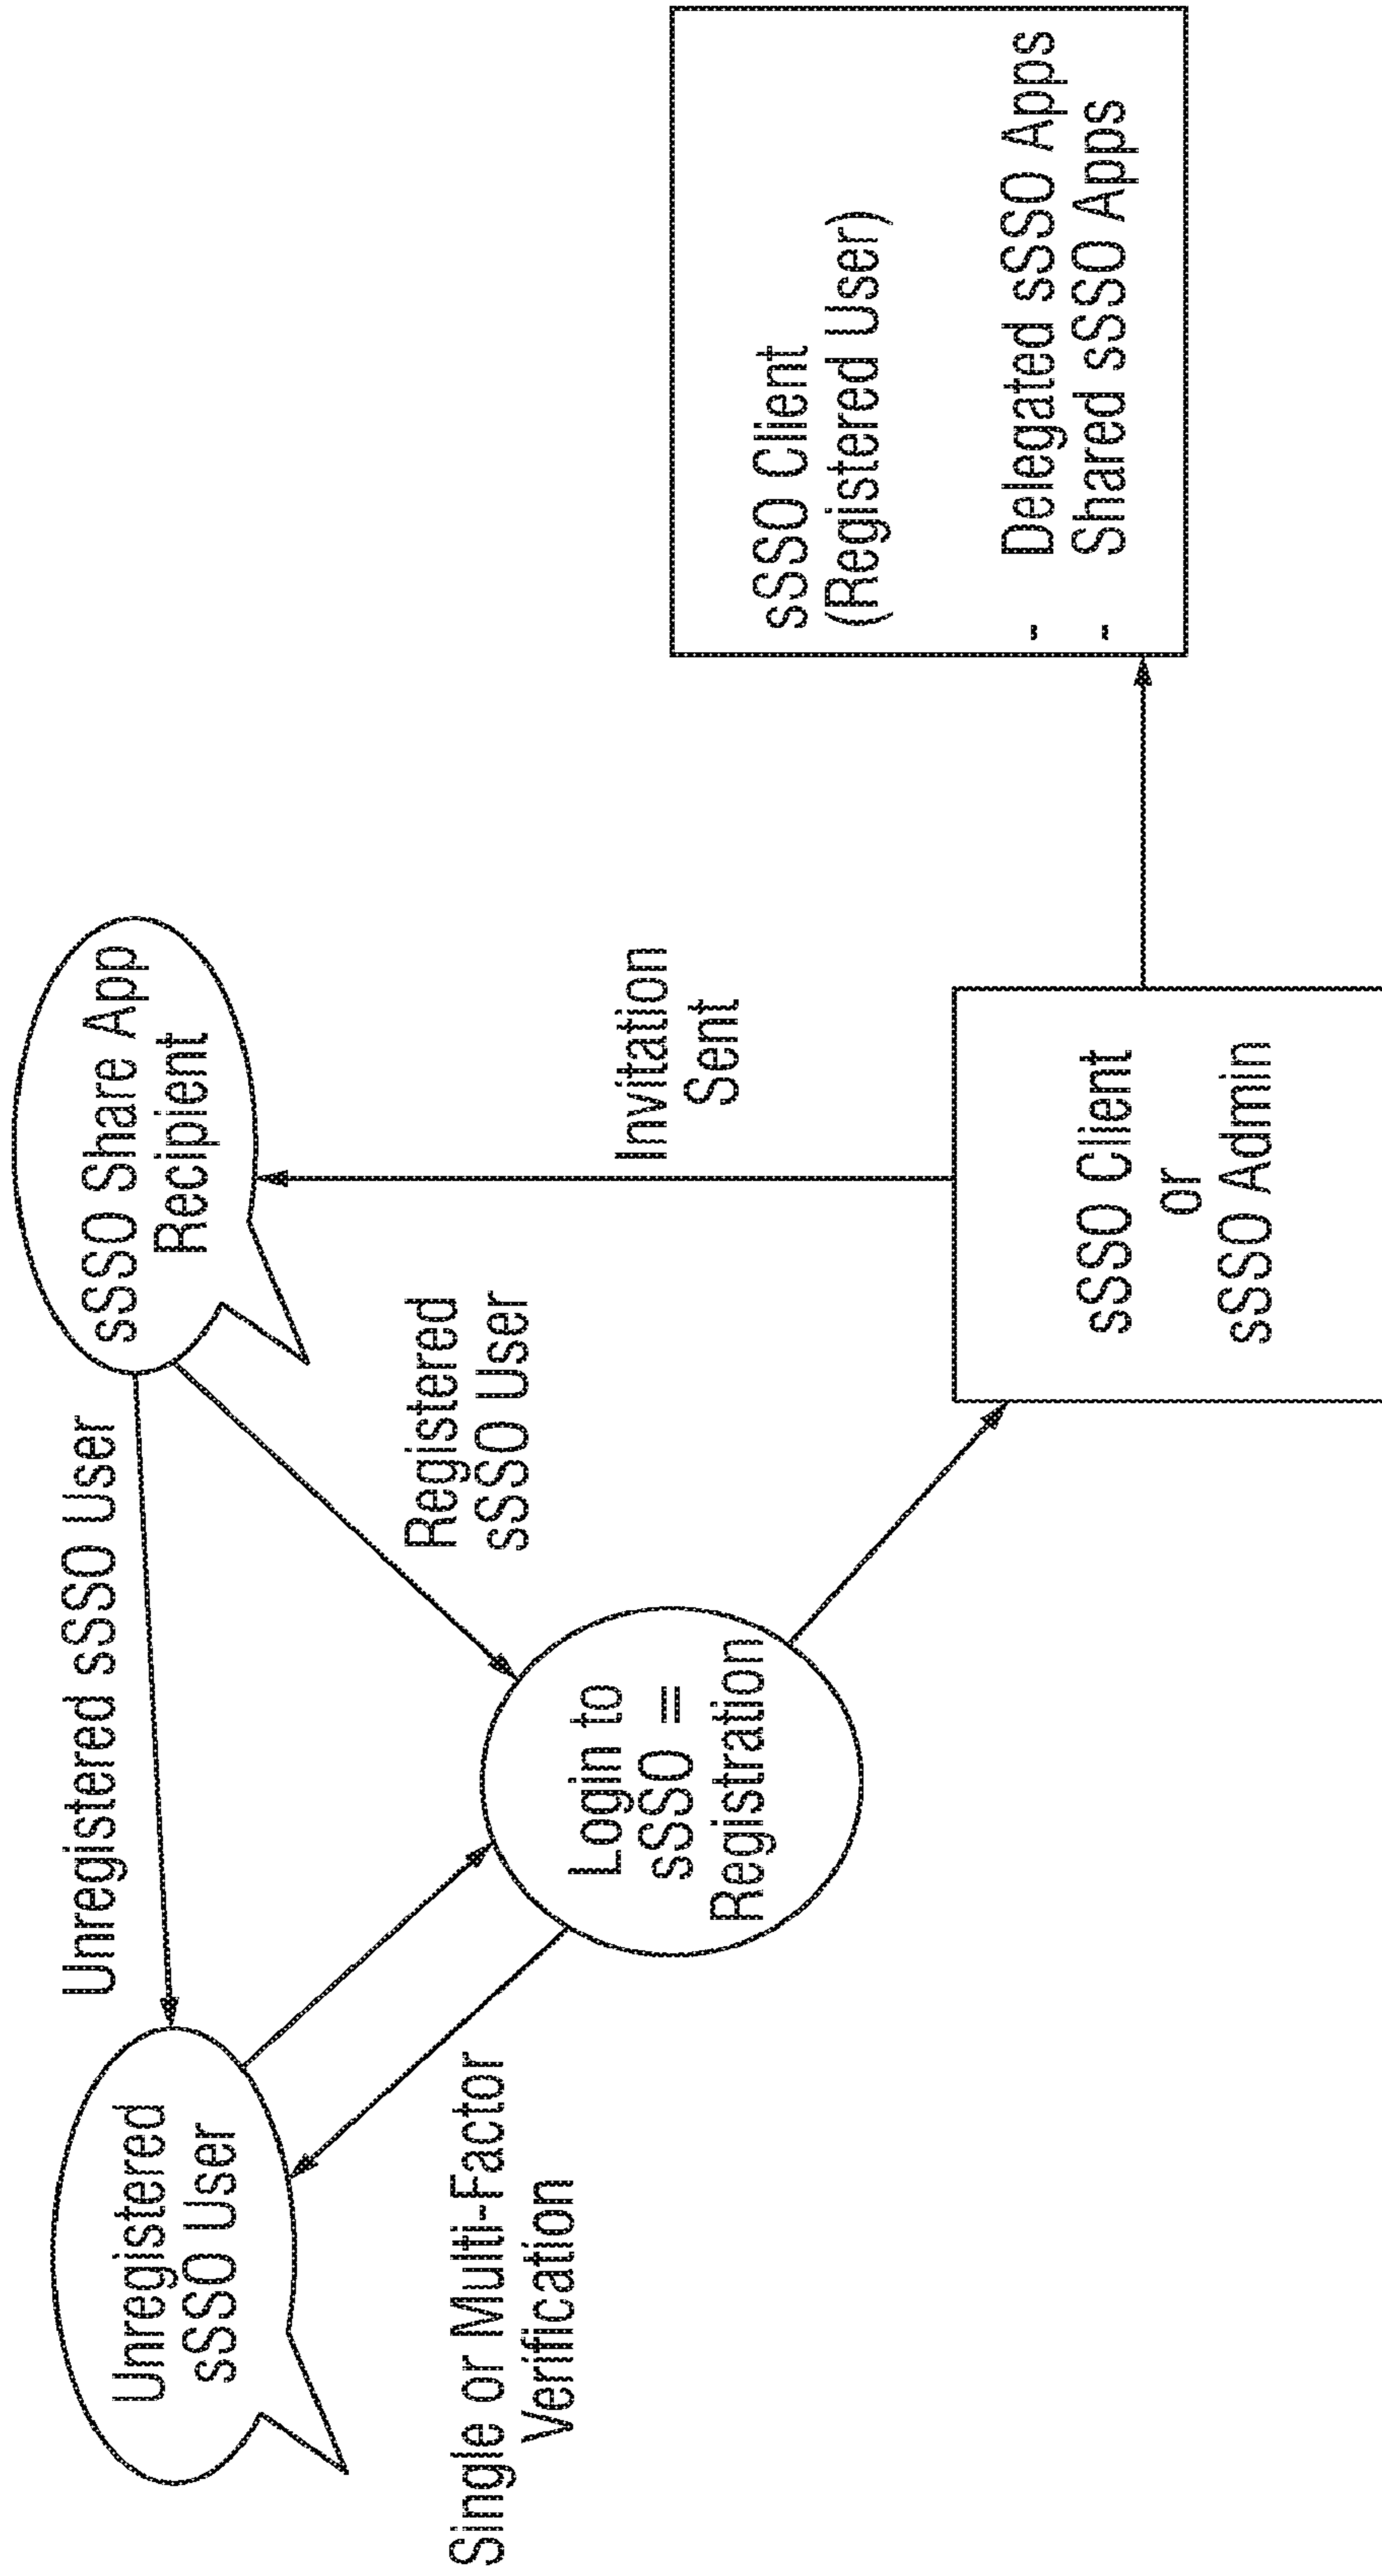 Unregistered
sSSO User
Unregistered sSSO User
sSSO Share App
Recipient
Single or Multi-Factor
Verification
Login to
sSSO =
Registration
Registered
sSSO User
Invitation
Sent
sSSO Client
or
sSSO Admin
sSSO Client
(Registered User)
- Delegated sSSO Apps
- Shared sSSO Apps